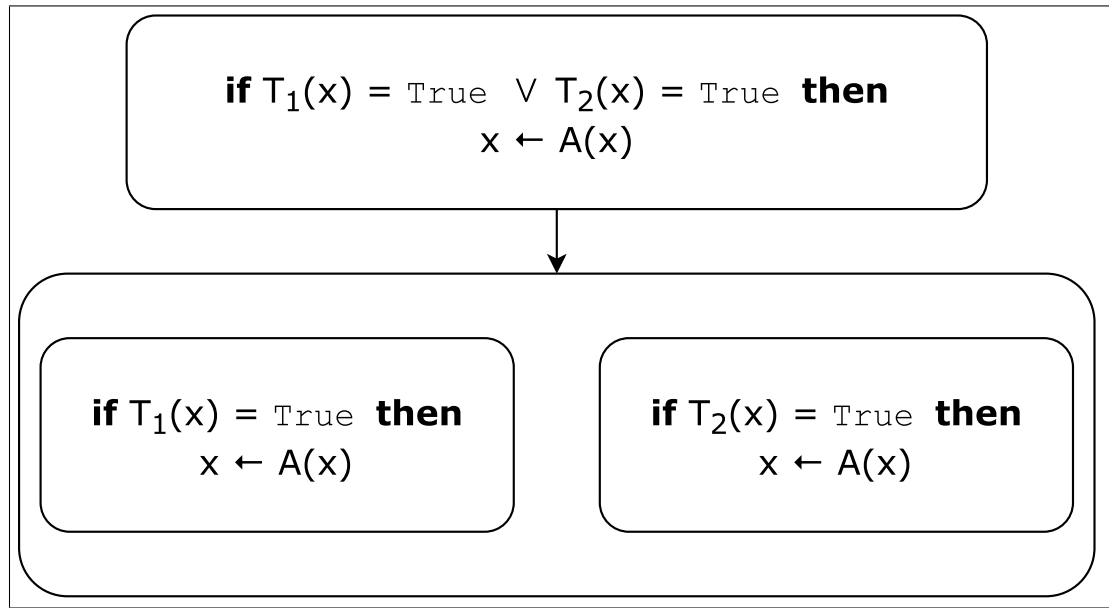 if T₁(x) = True ∨ T₂(x) = True then
x ← A(x)
if T₁(x) = True then
x ← A(x)
if T₂(x) = True then
x ← A(x)